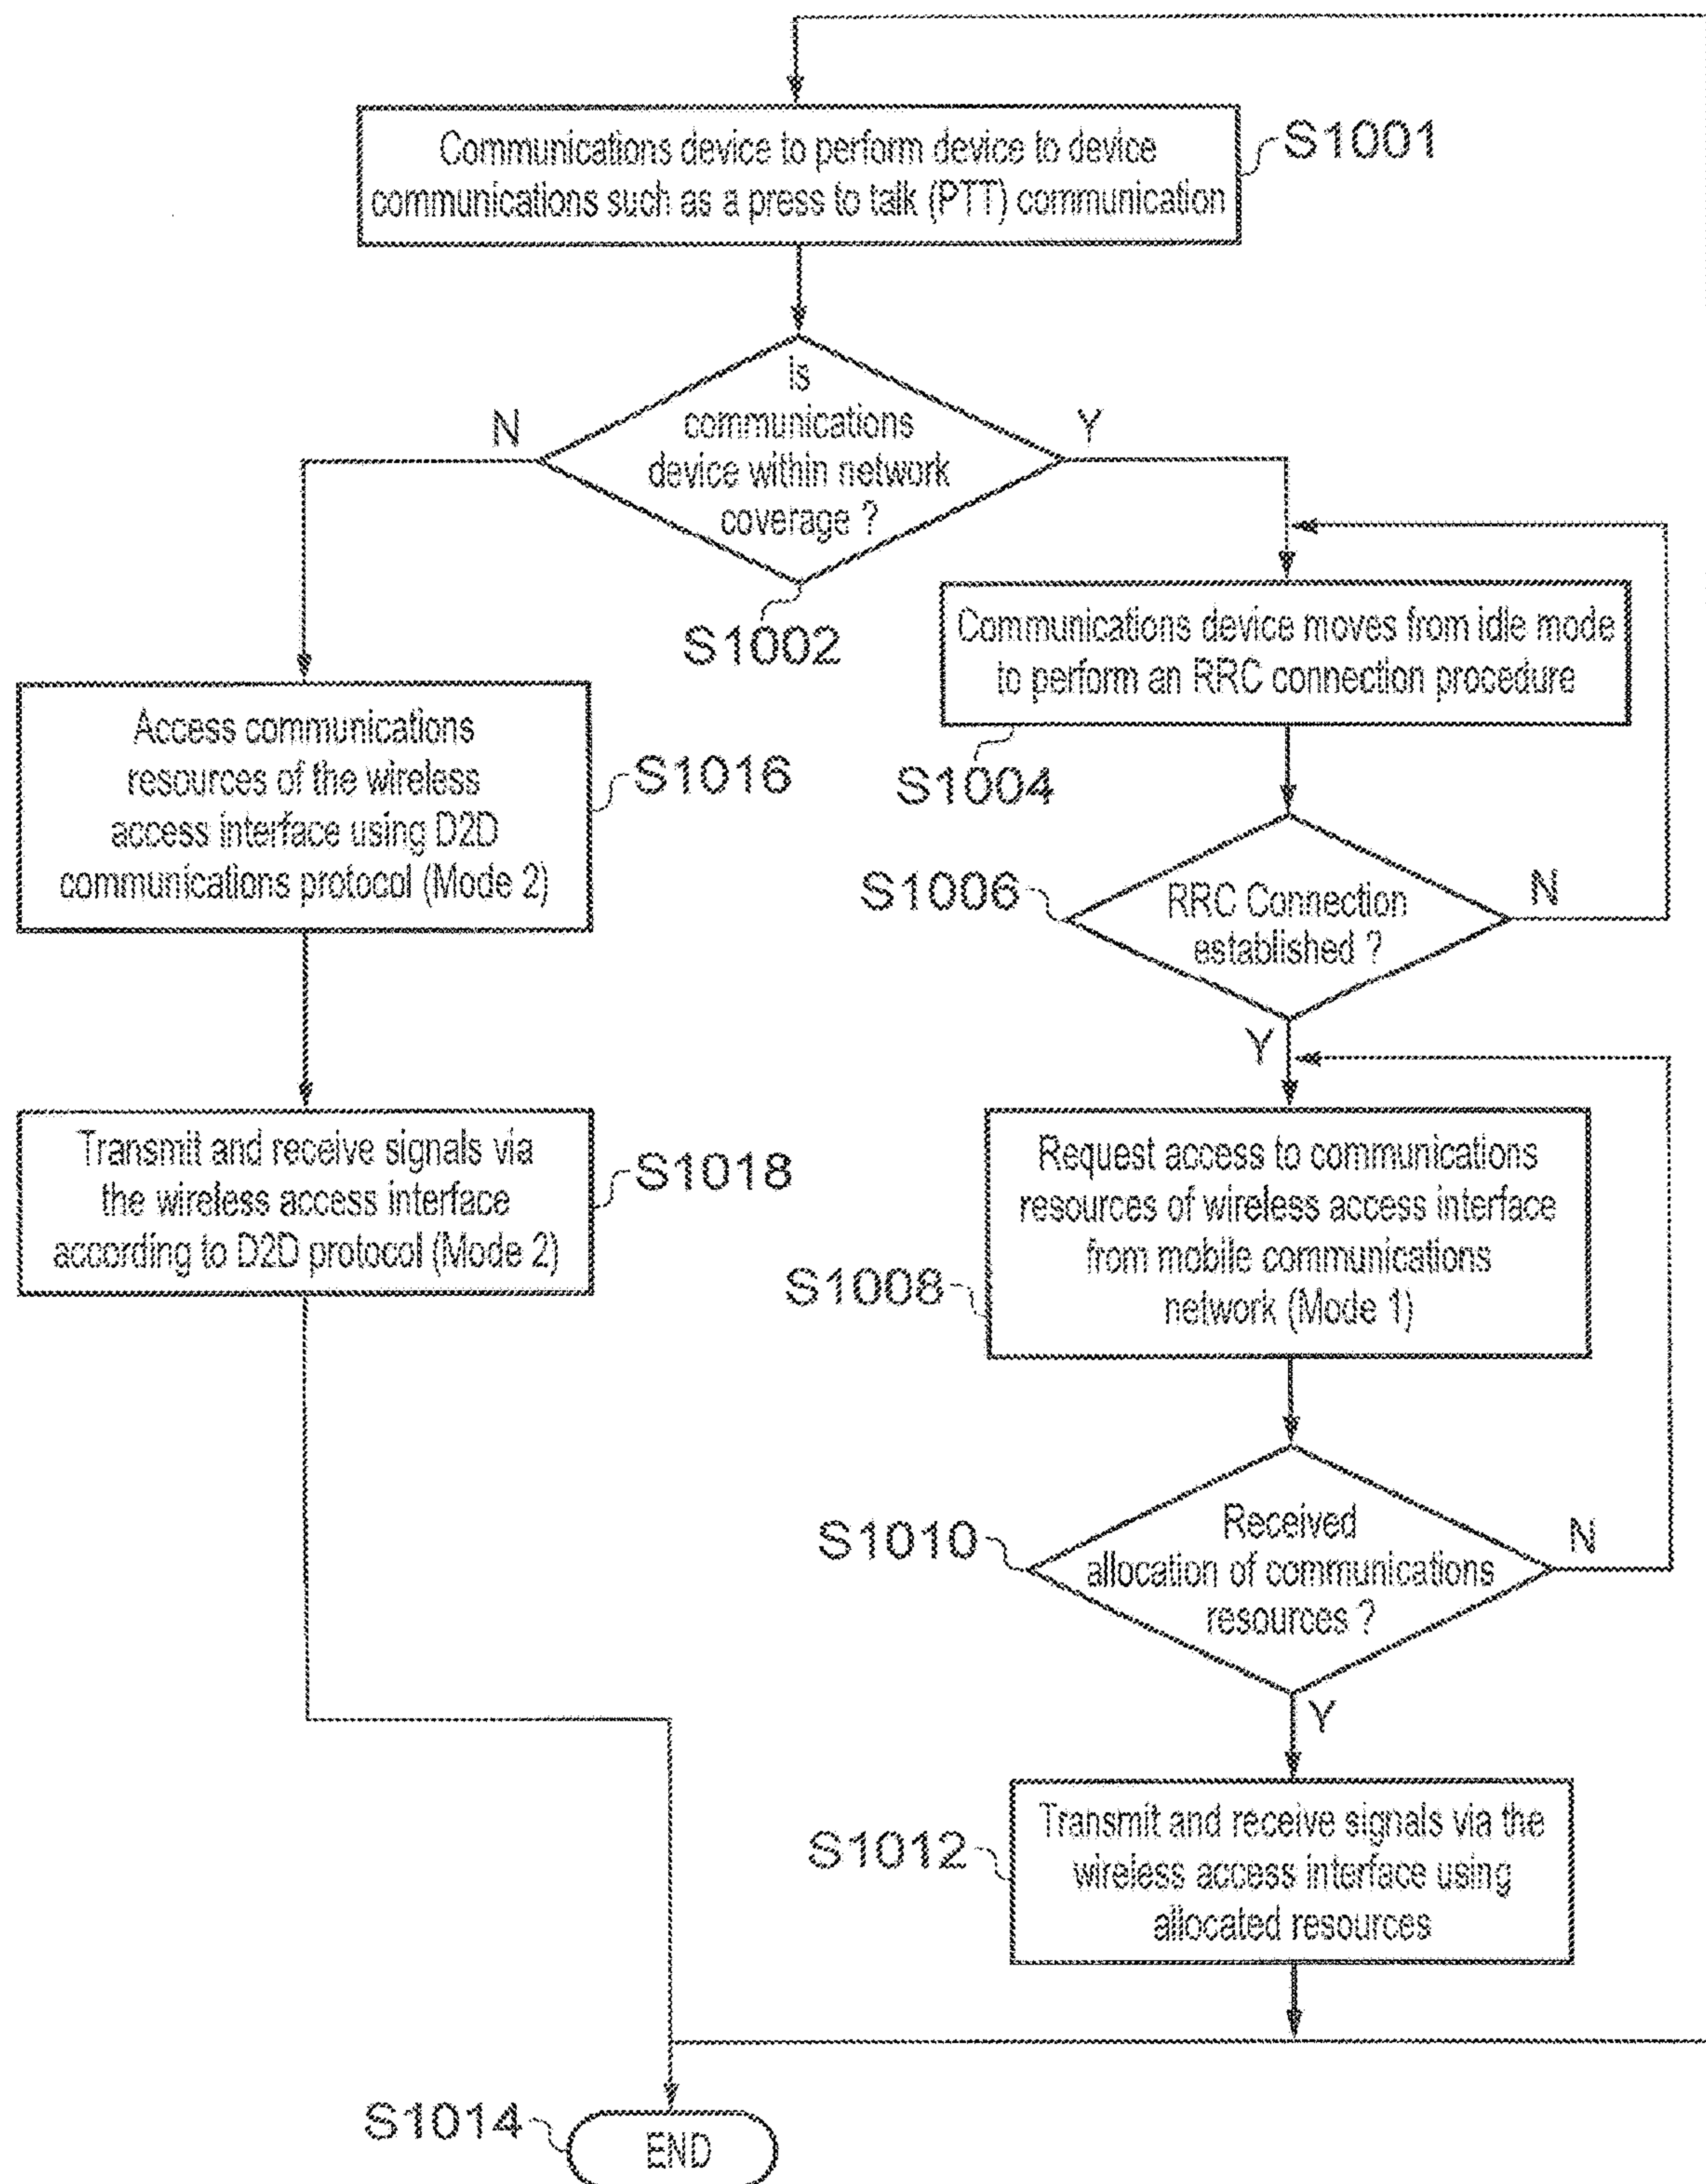 Communications device to perform device to device
communications such as a press to talk (PTT) communication
S1001
Is
communications
device within network
coverage ?
N
Y
S1002
Communications device moves from idle mode
to perform an RRC connection procedure
S1004
Access communications
resources of the wireless
access interface using D2D
communications protocol (Mode 2)
S1016
RRC Connection
established ?
S1006
N
Y
Transmit and receive signals via
the wireless access interface
according to D2D protocol (Mode 2)
S1018
Request access to communications
resources of wireless access interface
from mobile communications
network (Mode 1)
S1008
Received
allocation of communications
resources ?
S1010
N
Y
Transmit and receive signals via the
wireless access interface using
allocated resources
S1012
S1014
END